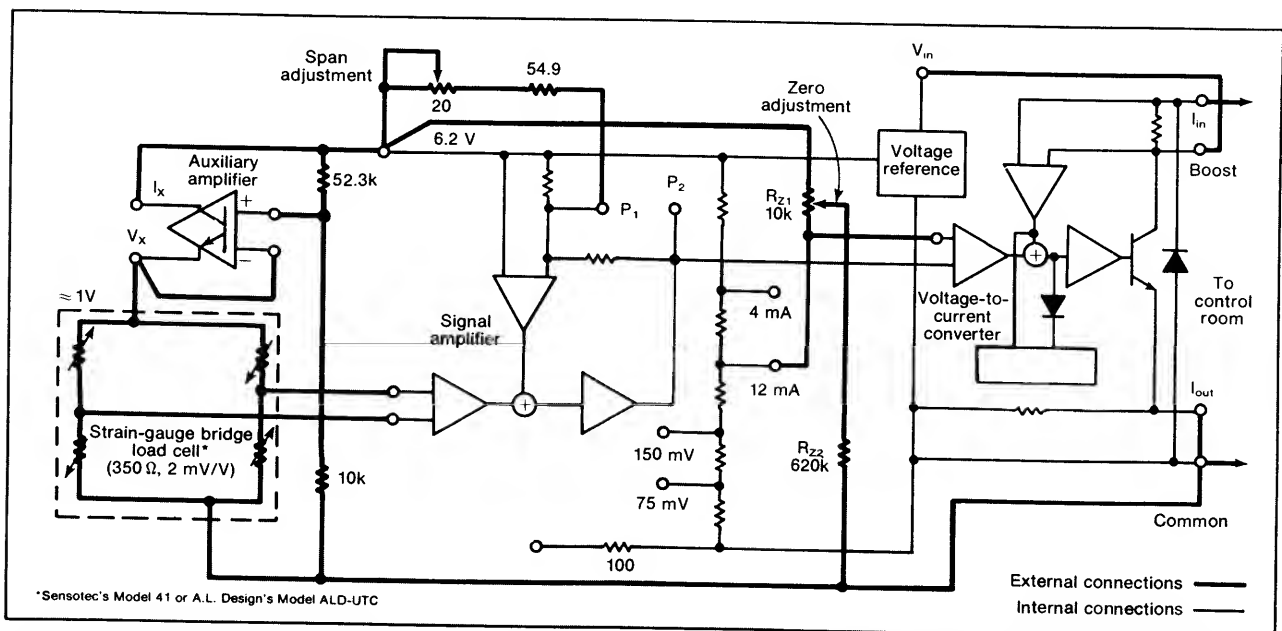 Span
adjustment
20
54.9
6.2 V
Zero
adjustment
V_in
I_in
Boost
Voltage
reference
Auxiliary
amplifier
I_X
V_X
+
−
52.3k
P_1
P_2
R_Z1
10k
+
Voltage-to-
current
converter
To
control
room
4 mA
12 mA
≈ 1V
Signal
amplifier
+
Strain-gauge bridge
load cell*
(350 Ω, 2 mV/V)
10k
150 mV
75 mV
R_Z2
620k
I_out
Common
100
*Sensotec's Model 41 or A.L. Design's Model ALD-UTC
External connections
Internal connections